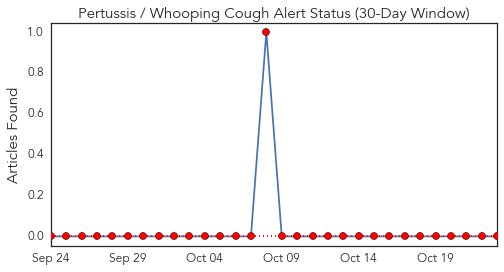 Pertussis / Whooping Cough Alert Status (30-Day Window)
Articles Found
1.0
0.8
0.6
0.4
0.2
0.0
Sep 24 Sep 29 Oct 04 Oct 09 Oct 14 Oct 19